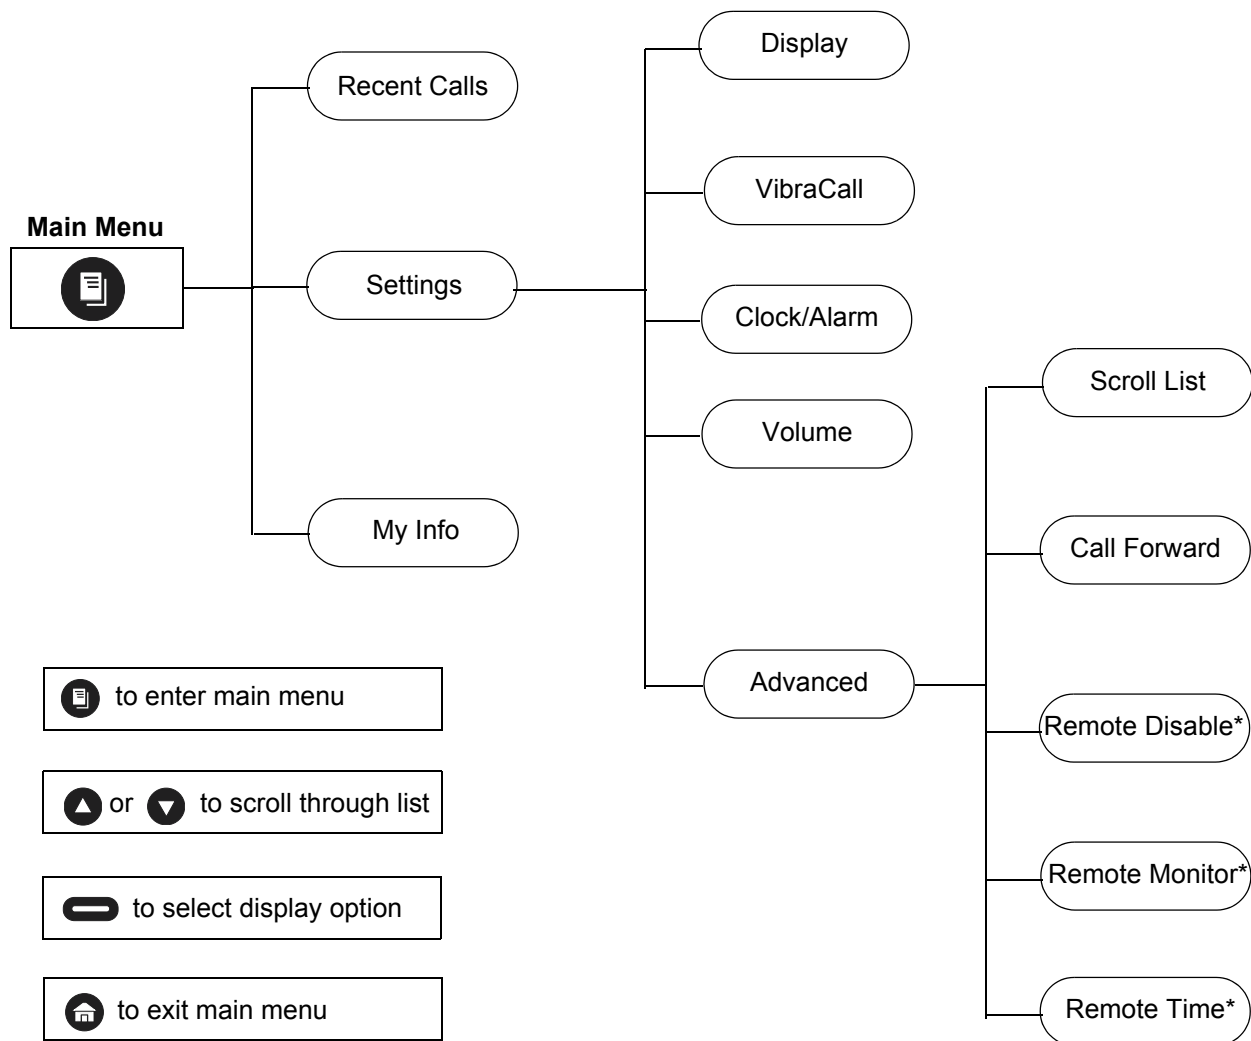 Main Menu
Recent Calls
Settings
My Info
Display
VibraCall
Clock/Alarm
Volume
Advanced
Scroll List
Call Forward
Remote Disable*
Remote Monitor*
Remote Time*
to enter main menu
or to scroll through list
to select display option
to exit main menu